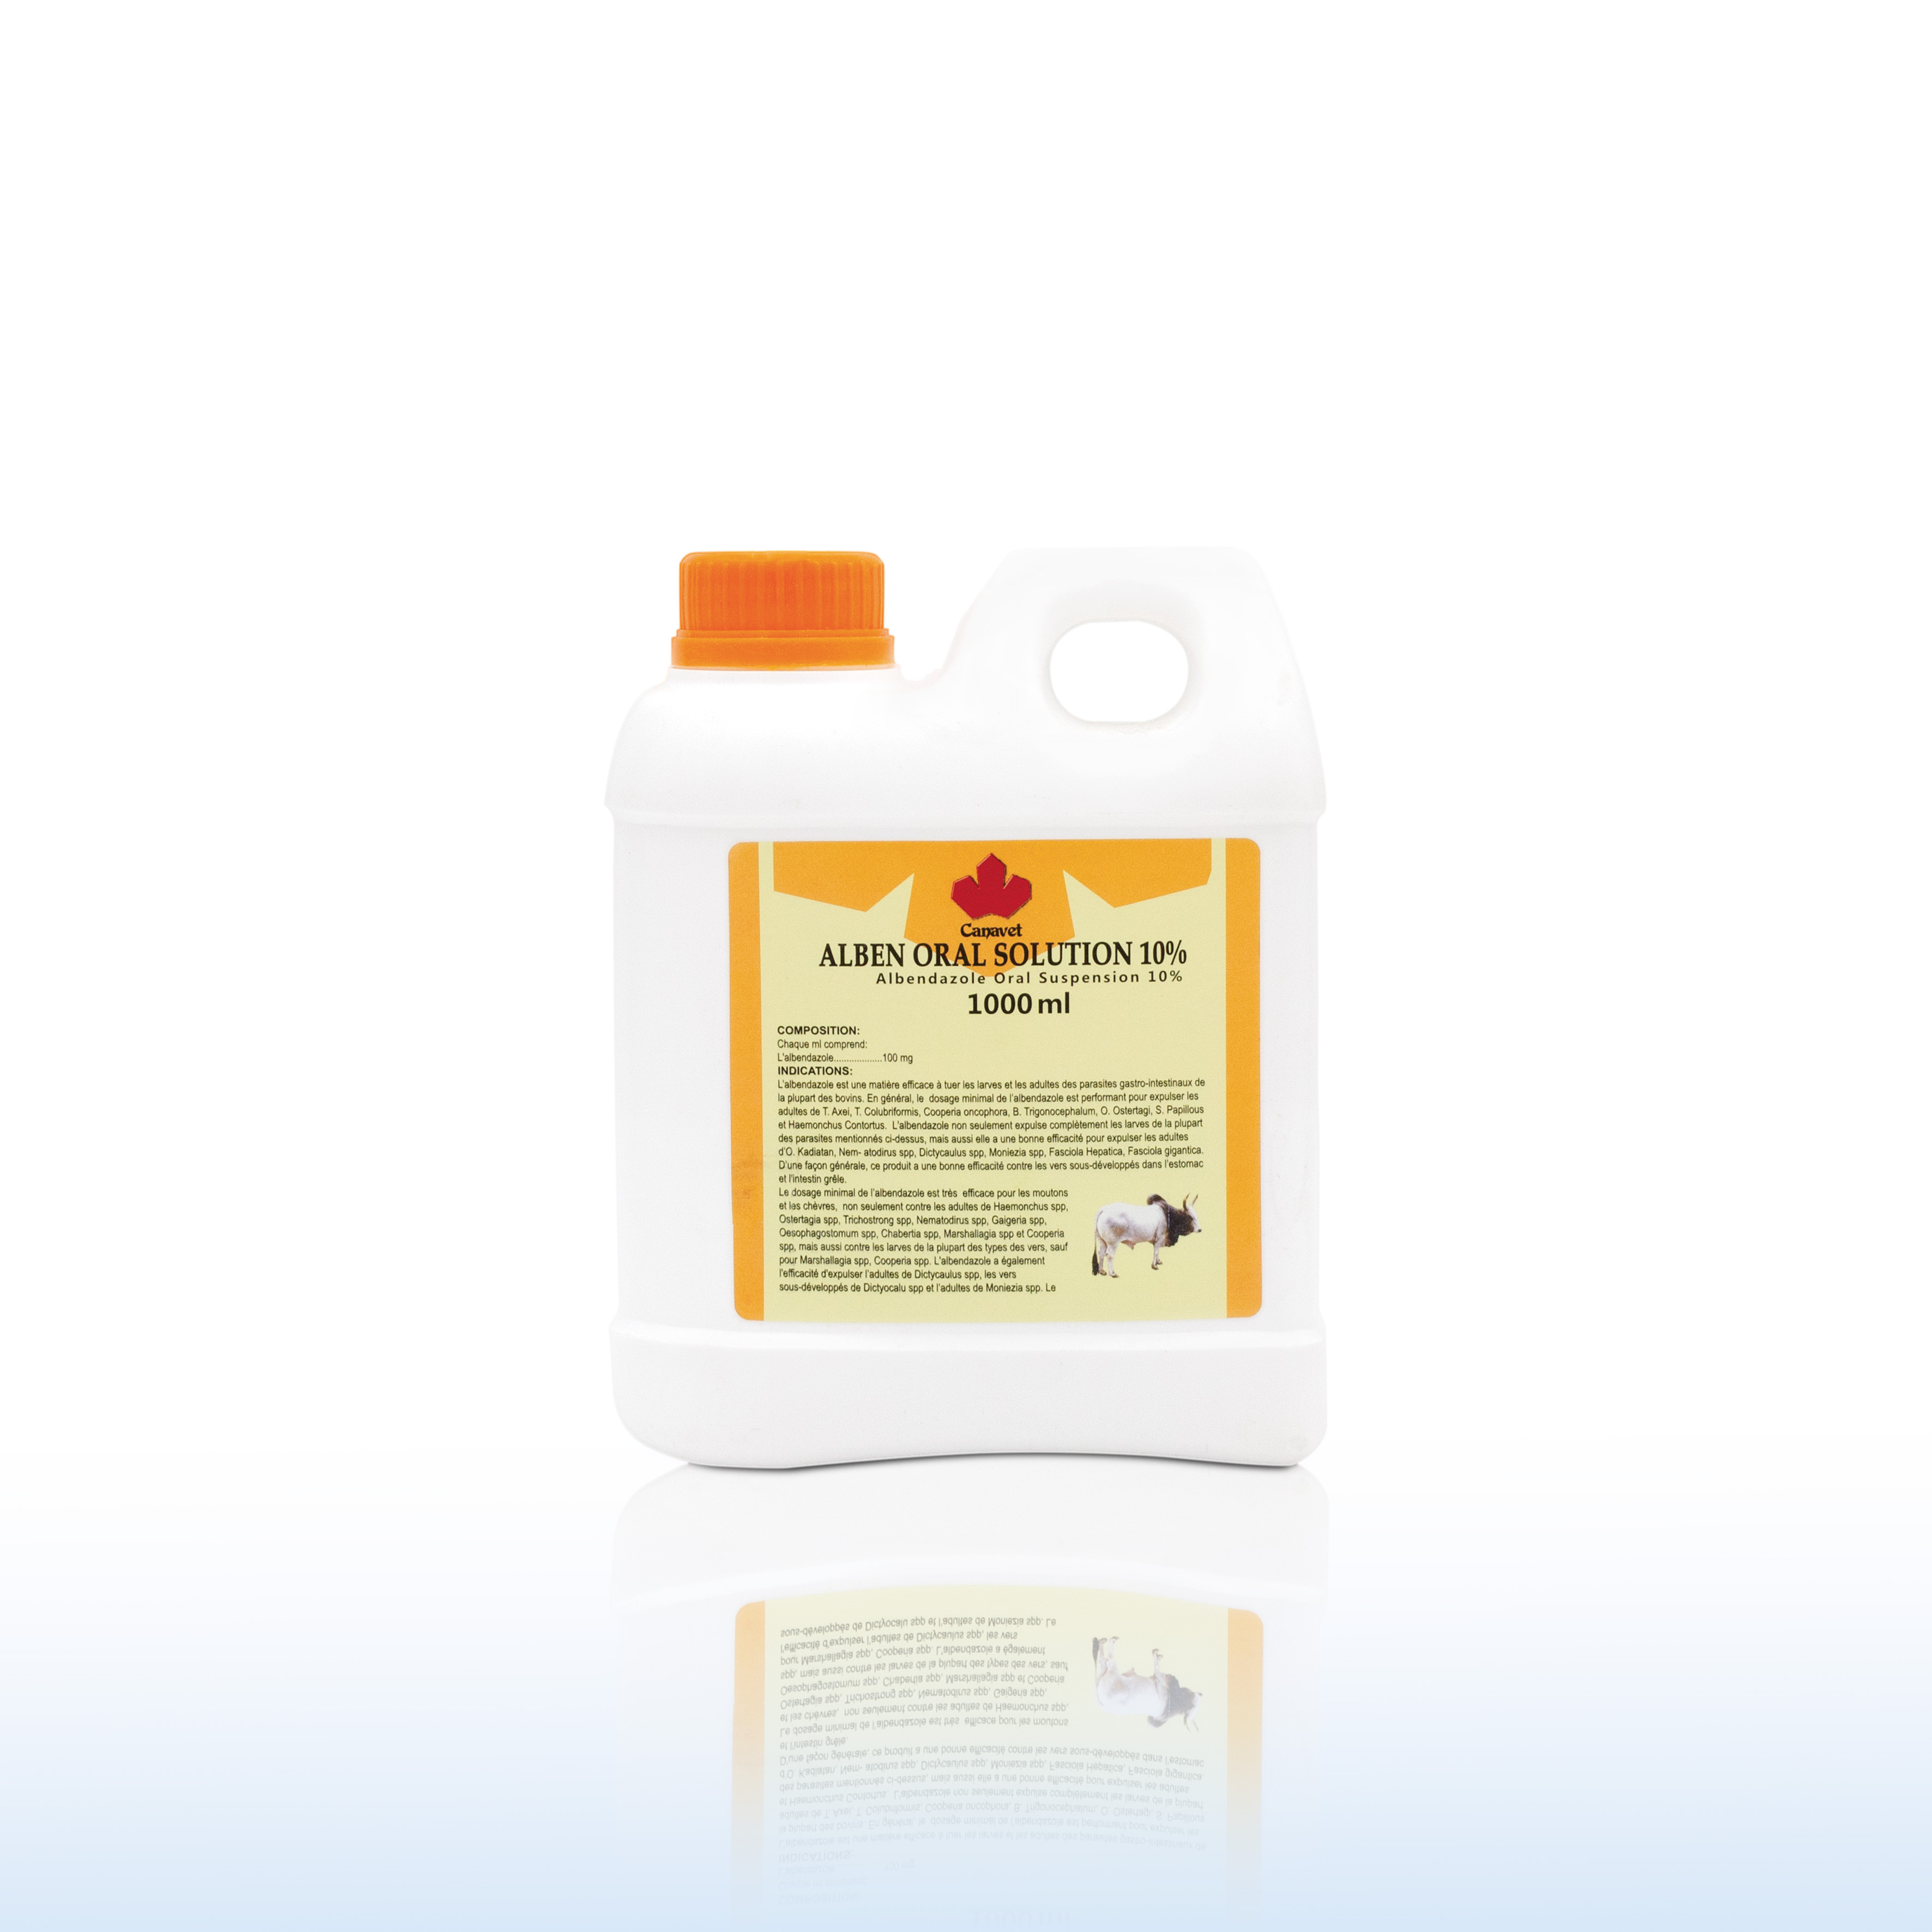 Canavet
ALBEN ORAL SOLUTION 10%
Albendazole Oral Suspension 10%
1000 ml
COMPOSITION:
Chaque ml comprend:
L'albendazole...................100 mg
INDICATIONS:
L'albendazole est une matière efficace à tuer les larves et les adultes des parasites gastro-intestinaux de
la plupart des bovins. En général, le dosage minimal de l'albendazole est performant pour expulser les
adultes de T. Axei, T. Colubriformis, Cooperia oncophora, B. Trigonocephalum, O. Ostertagi, S. Papillous
et Haemonchus Contortus. L'albendazole non seulement expulse complètement les larves de la plupart
des parasites mentionnés ci-dessus, mais aussi elle a une bonne efficacité pour expulser les adultes
d'O. Kadiatan, Nem- atodirus spp, Dictycaulus spp, Moniezia spp, Fasciola Hepatica, Fasciola gigantica.
D'une façon générale, ce produit a une bonne efficacité contre les vers sous-développés dans l'estomac
et l'intestin grêle.
Le dosage minimal de l'albendazole est très efficace pour les moutons
et les chèvres, non seulement contre les adultes de Haemonchus spp,
Ostertagia spp, Trichostrong spp, Nematodirus spp, Gaigeria spp,
Oesophagostomum spp, Chabertia spp, Marshallagia spp et Cooperia
spp, mais aussi contre les larves de la plupart des types des vers, sauf
pour Marshallagia spp, Cooperia spp. L'albendazole a également
l'efficacité d'expulser l'adultes de Dictycaulus spp, les vers
sous-développés de Dictyocalu spp et l'adultes de Moniezia spp. Le